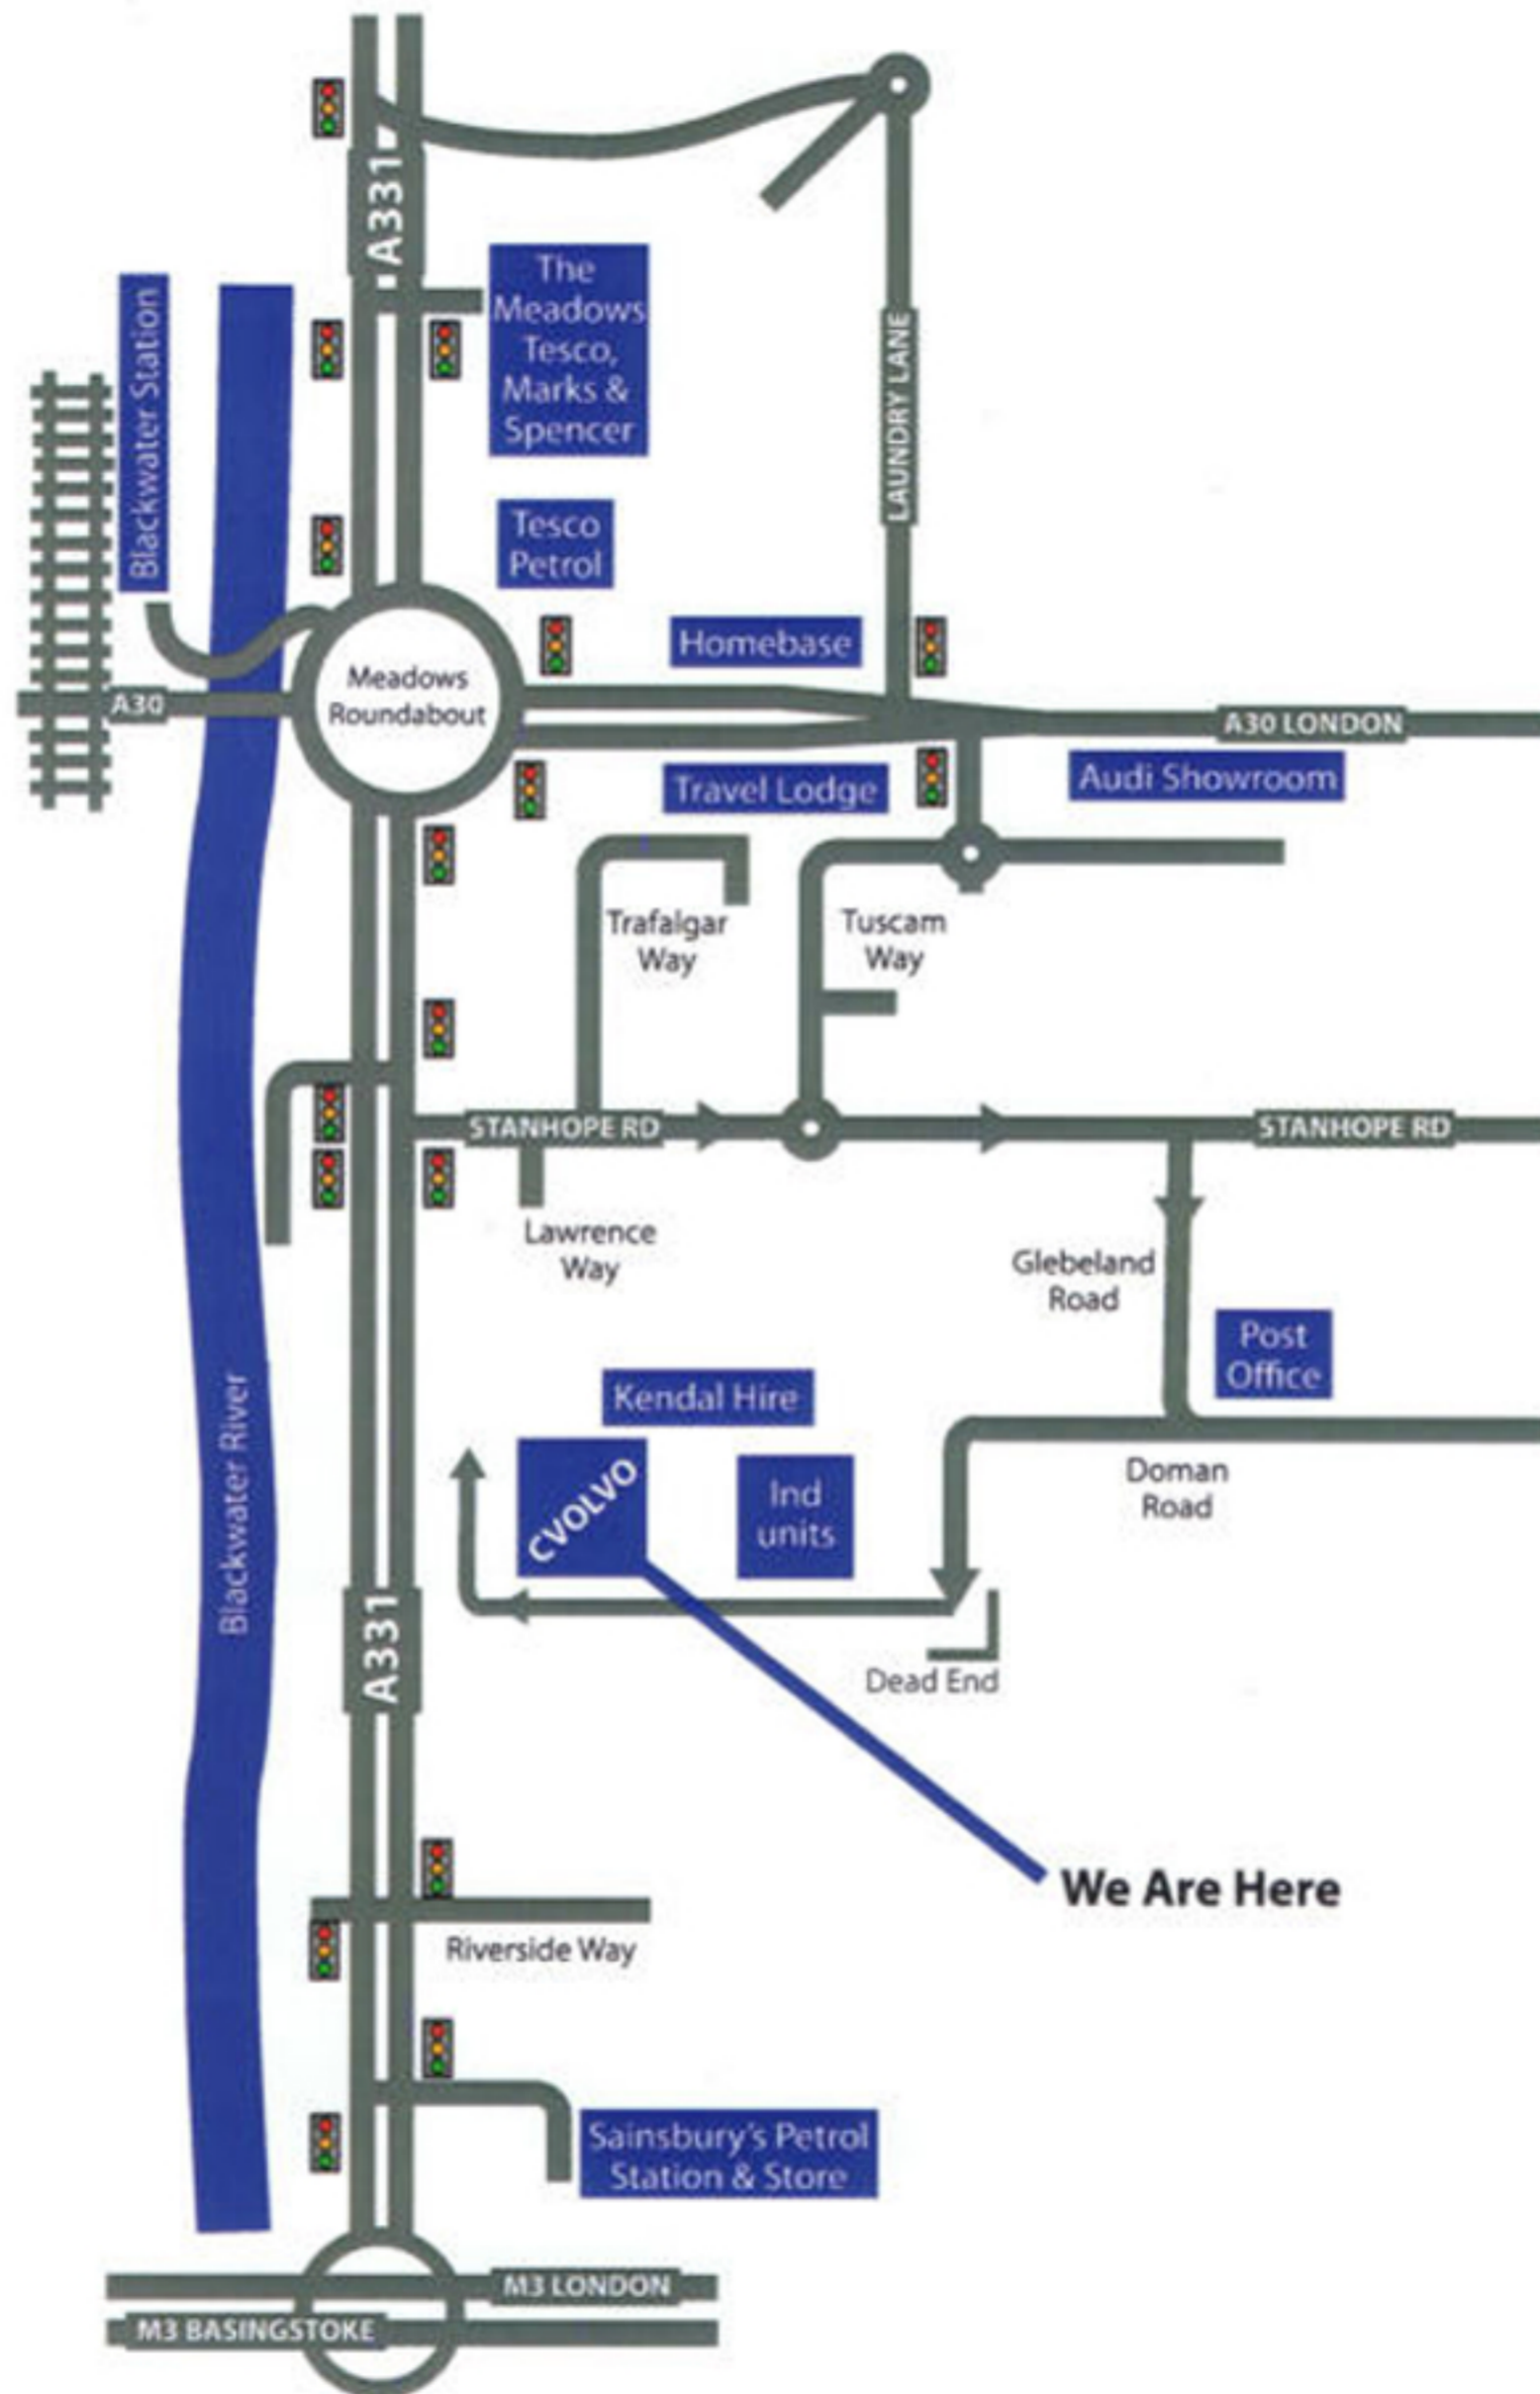 A331
The
Meadows
Tesco,
Marks &
Spencer
Blackwater Station
LAUNDRY LANE
Tesco
Petrol
Homebase
Meadows
Roundabout
A30
A30 LONDON
Travel Lodge
Audi Showroom
Trafalgar
Way
Tuscam
Way
STANHOPE RD
STANHOPE RD
Lawrence
Way
Glebeland
Road
Post
Office
Kendal Hire
Blackwater River
CVOLVO
Ind
units
Doman
Road
A331
Dead End
We Are Here
Riverside Way
Sainsbury's Petrol
Station & Store
M3 LONDON
M3 BASINGSTOKE